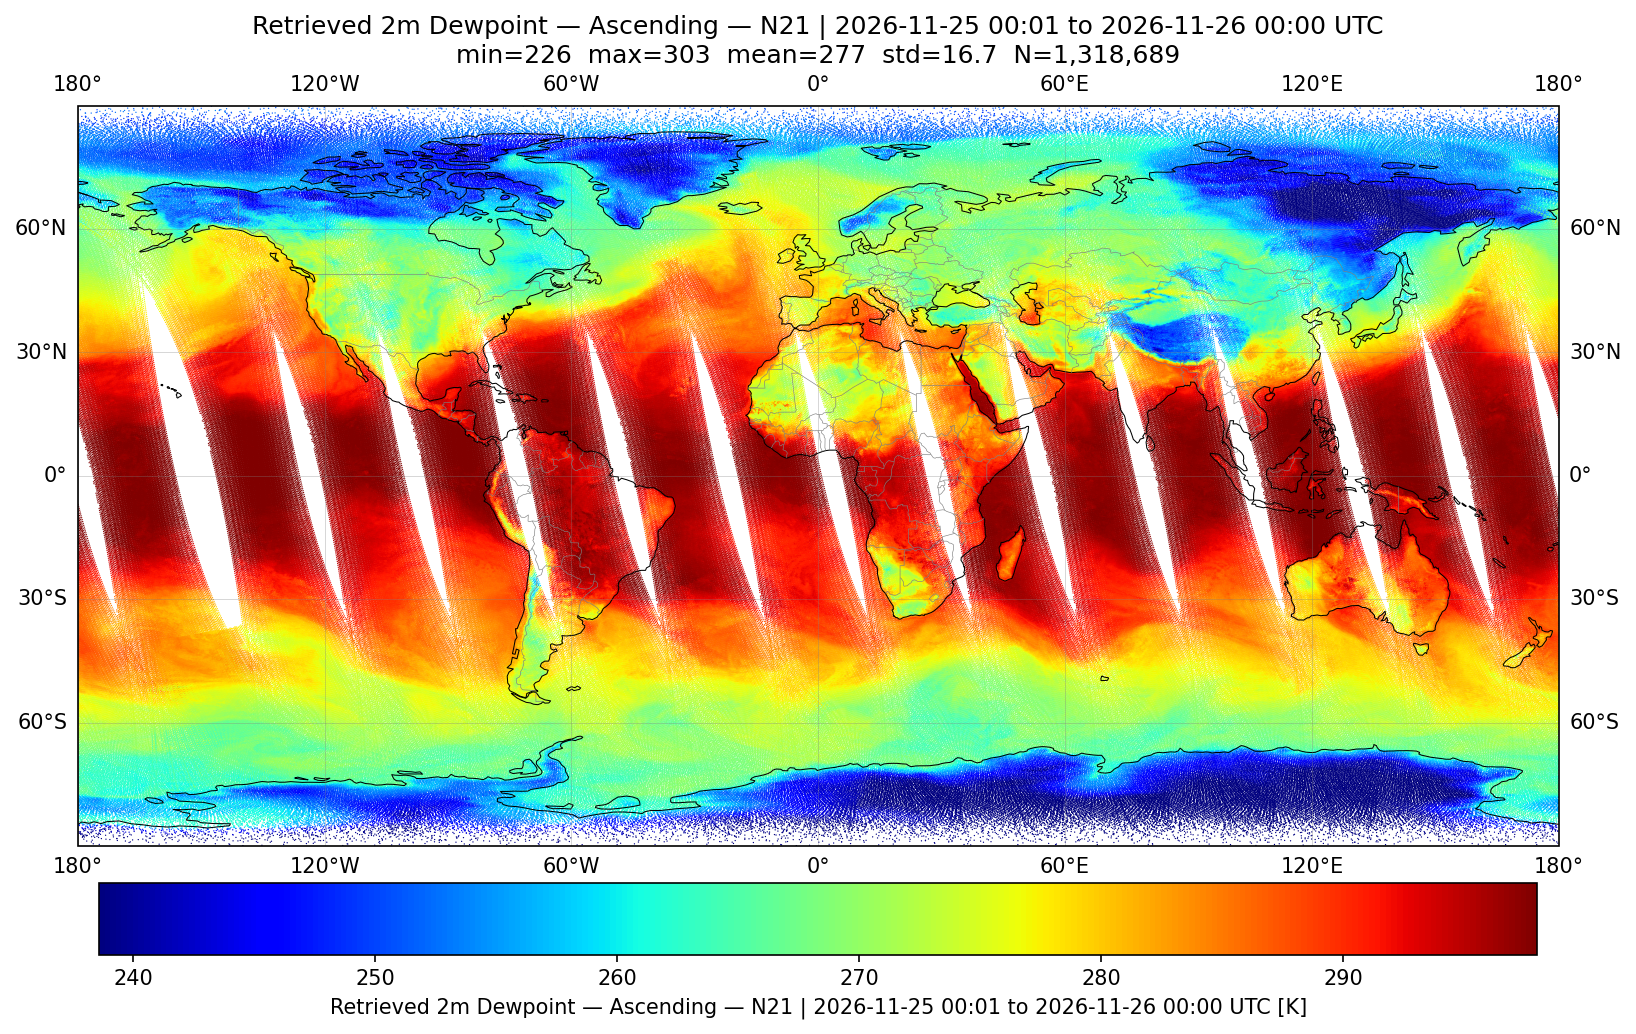 Retrieved 2m Dewpoint — Ascending — N21 | 2026-11-25 00:01 to 2026-11-26 00:00 UTC
min=226 max=303 mean=277 std=16.7 N=1,318,689
180° 120°W 60°W 0° 60°E 120°E 180°
60°N 60°N
30°N 30°N
0° 0°
30°S 30°S
60°S 60°S
180° 120°W 60°W 0° 60°E 120°E 180°
240 250 260 270 280 290
Retrieved 2m Dewpoint — Ascending — N21 | 2026-11-25 00:01 to 2026-11-26 00:00 UTC [K]